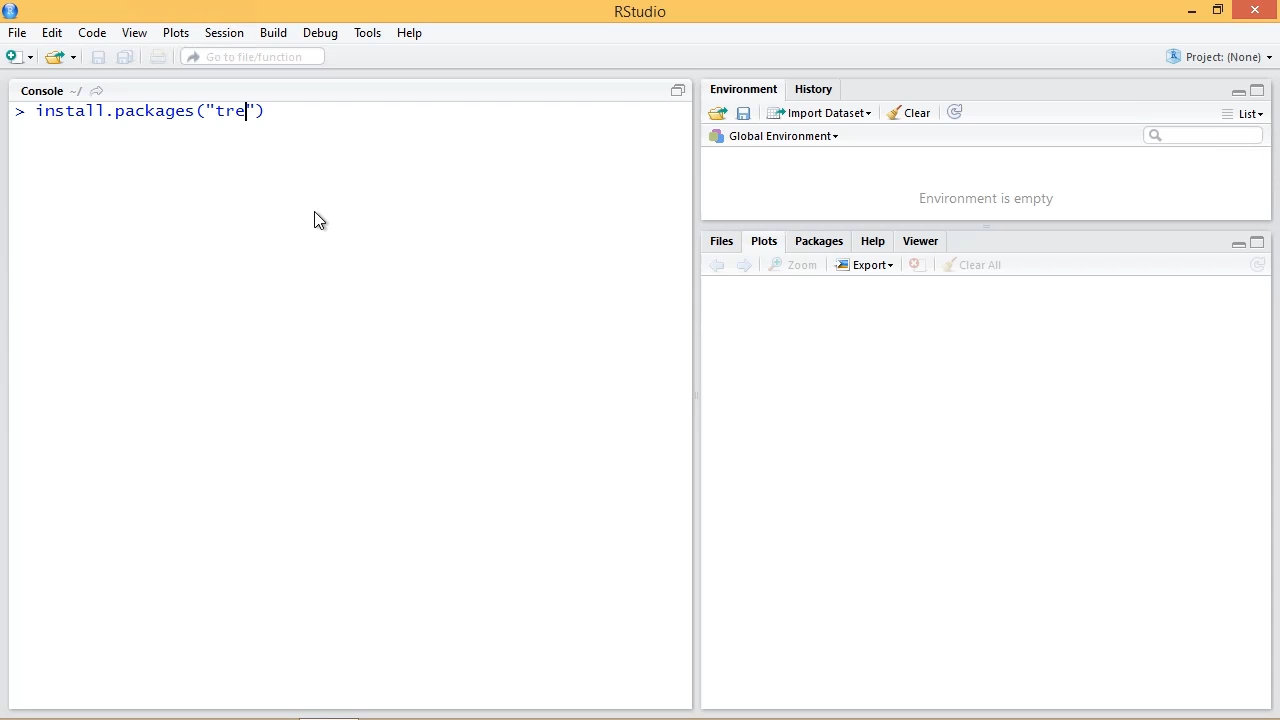 RStudio
File Edit Code View Plots Session Build Debug Tools Help
Go to file/function
Project: (None)
Console ~/
> install.packages("tre")
Environment History
Import Dataset Clear
List
Global Environment
Environment is empty
Files Plots Packages Help Viewer
Zoom Export Clear All